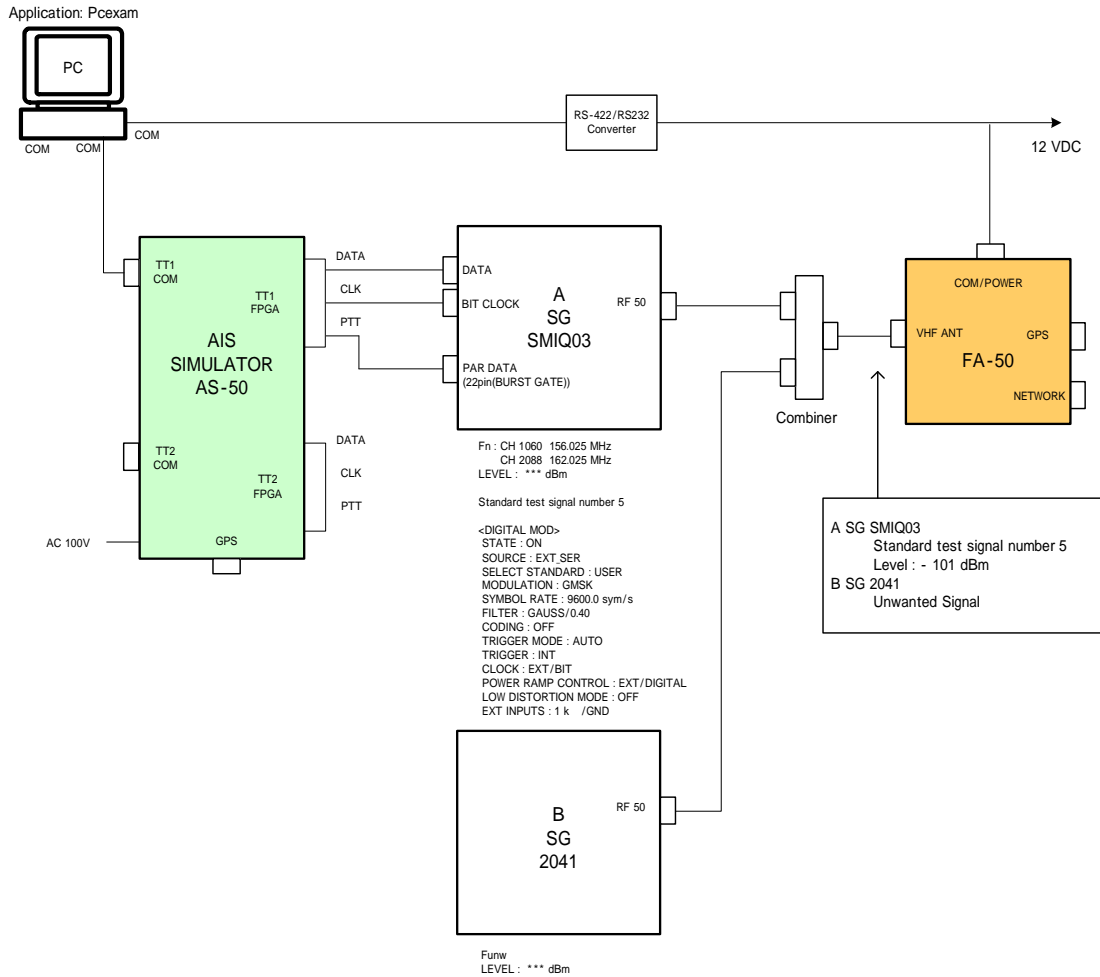 Application: Pcexam
PC
COM
COM
COM
RS-422/RS232
Converter
12 VDC
TT1
COM
TT1
FPGA
AIS
SIMULATOR
AS-50
TT2
COM
TT2
FPGA
GPS
AC 100V
DATA
CLK
PTT
DATA
CLK
PTT
DATA
BIT CLOCK
PAR DATA
(22pin(BURST GATE))
A
SG
SMIQ03
RF 50
Combiner
COM/POWER
VHF ANT
GPS
FA-50
NETWORK
Fn : CH 1060 156.025 MHz
CH 2088 162.025 MHz
LEVEL : *** dBm
Standard test signal number 5
<DIGITAL MOD>
STATE : ON
SOURCE : EXT_SER
SELECT STANDARD : USER
MODULATION : GMSK
SYMBOL RATE : 9600.0 sym/s
FILTER : GAUSS/0.40
CODING : OFF
TRIGGER MODE : AUTO
TRIGGER : INT
CLOCK : EXT/BIT
POWER RAMP CONTROL : EXT/DIGITAL
LOW DISTORTION MODE : OFF
EXT INPUTS : 1 k /GND
A SG SMIQ03
Standard test signal number 5
Level : - 101 dBm
B SG 2041
Unwanted Signal
B
SG
2041
RF 50
Funw
LEVEL : *** dBm